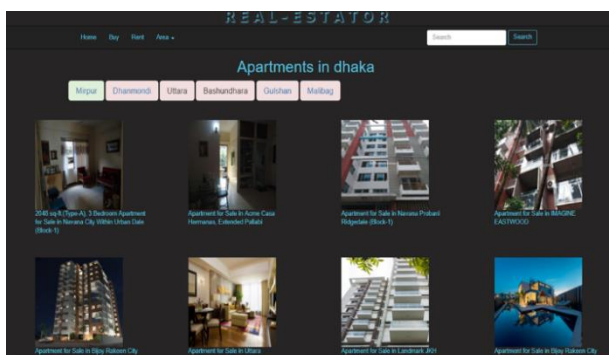 REAL-ESTATOR
Home Buy Rent Area Search Search
Apartments in dhaka
Mirpur Dhanmondi Uttara Bashundhara Gulshan Malibag
2040 sq-ft (Type-A), 3 Bedroom Apartment
for Sale in Navana City Within Urban Dale
(Block-1)
Apartment for Sale in Acme Casa
Hermanas, Extended Pallabi
Apartment for Sale in Navana Probani
Ridgedale (Block-1)
Apartment for Sale in IMAGINE
EASTWOOD
Apartment for Sale in Bijoy Rakeen City
Apartment for Sale in Uttara
Apartment for Sale in Landmark JKH
Apartment for Sale in Bijoy Rakeen City